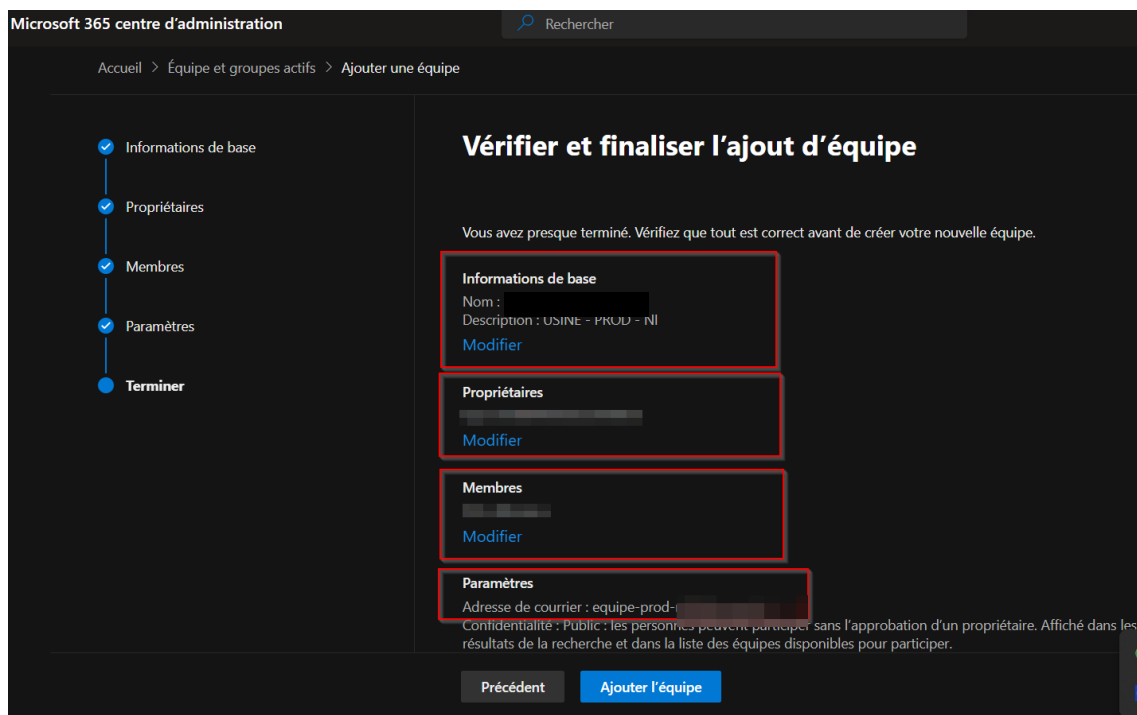 Microsoft 365 centre d'administration
Rechercher
Accueil > Équipe et groupes actifs > Ajouter une équipe
Informations de base
Propriétaires
Membres
Paramètres
Terminer
Vérifier et finaliser l'ajout d'équipe
Vous avez presque terminé. Vérifiez que tout est correct avant de créer votre nouvelle équipe.
Informations de base
Nom :
Description : USINE - PROD - NI
Modifier
Propriétaires
Modifier
Membres
Modifier
Paramètres
Adresse de courrier : equipe-prod-
Confidentialité : Public : les personnes peuvent participer sans l'approbation d'un propriétaire. Affiché dans les
résultats de la recherche et dans la liste des équipes disponibles pour participer.
Précédent
Ajouter l'équipe